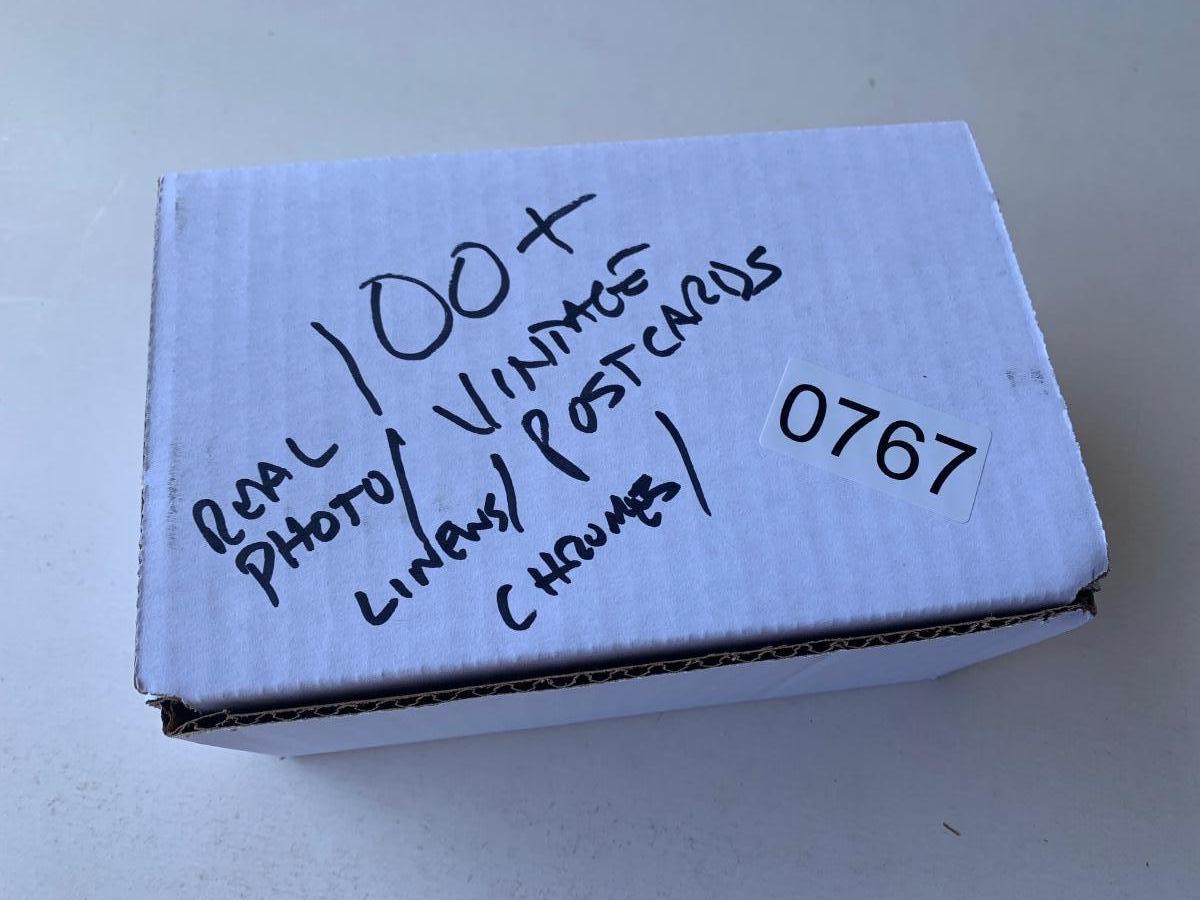 100+
VINTAGE
POSTCARDS
REAL
PHOTO/
LINENS/
CHROMES/
0767